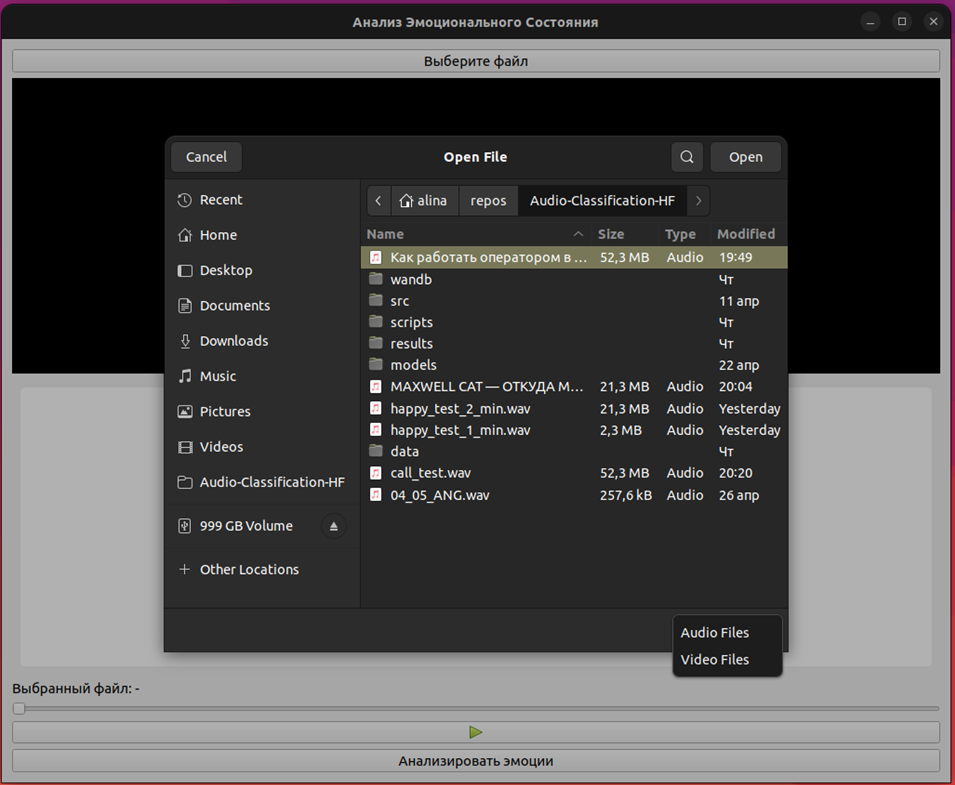 Анализ Эмоционального Состояния
Выберите файл
Cancel Open File Open
Recent
Home
Desktop
Documents
Downloads
Music
Pictures
Videos
Audio-Classification-HF
999 GB Volume
Other Locations
alina repos Audio-Classification-HF
Name Size Type Modified
Как работать оператором в ... 52,3 MB Audio 19:49
wandb Чт
src 11 апр
scripts Чт
results Чт
models 22 апр
MAXWELL CAT — ОТКУДА М... 21,3 MB Audio 20:04
happy_test_2_min.wav 21,3 MB Audio Yesterday
happy_test_1_min.wav 2,3 MB Audio Yesterday
data Чт
call_test.wav 52,3 MB Audio 20:20
04_05_ANG.wav 257,6 kB Audio 26 апр
Audio Files
Video Files
Выбранный файл: -
Анализировать эмоции